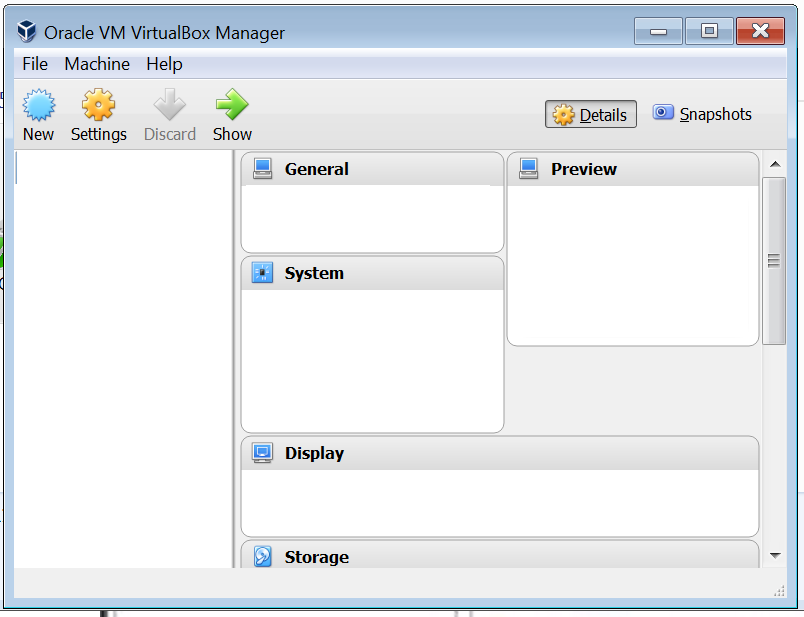 Oracle VM VirtualBox Manager
File Machine Help
New Settings Discard Show
Details Snapshots
General
Preview
System
Display
Storage